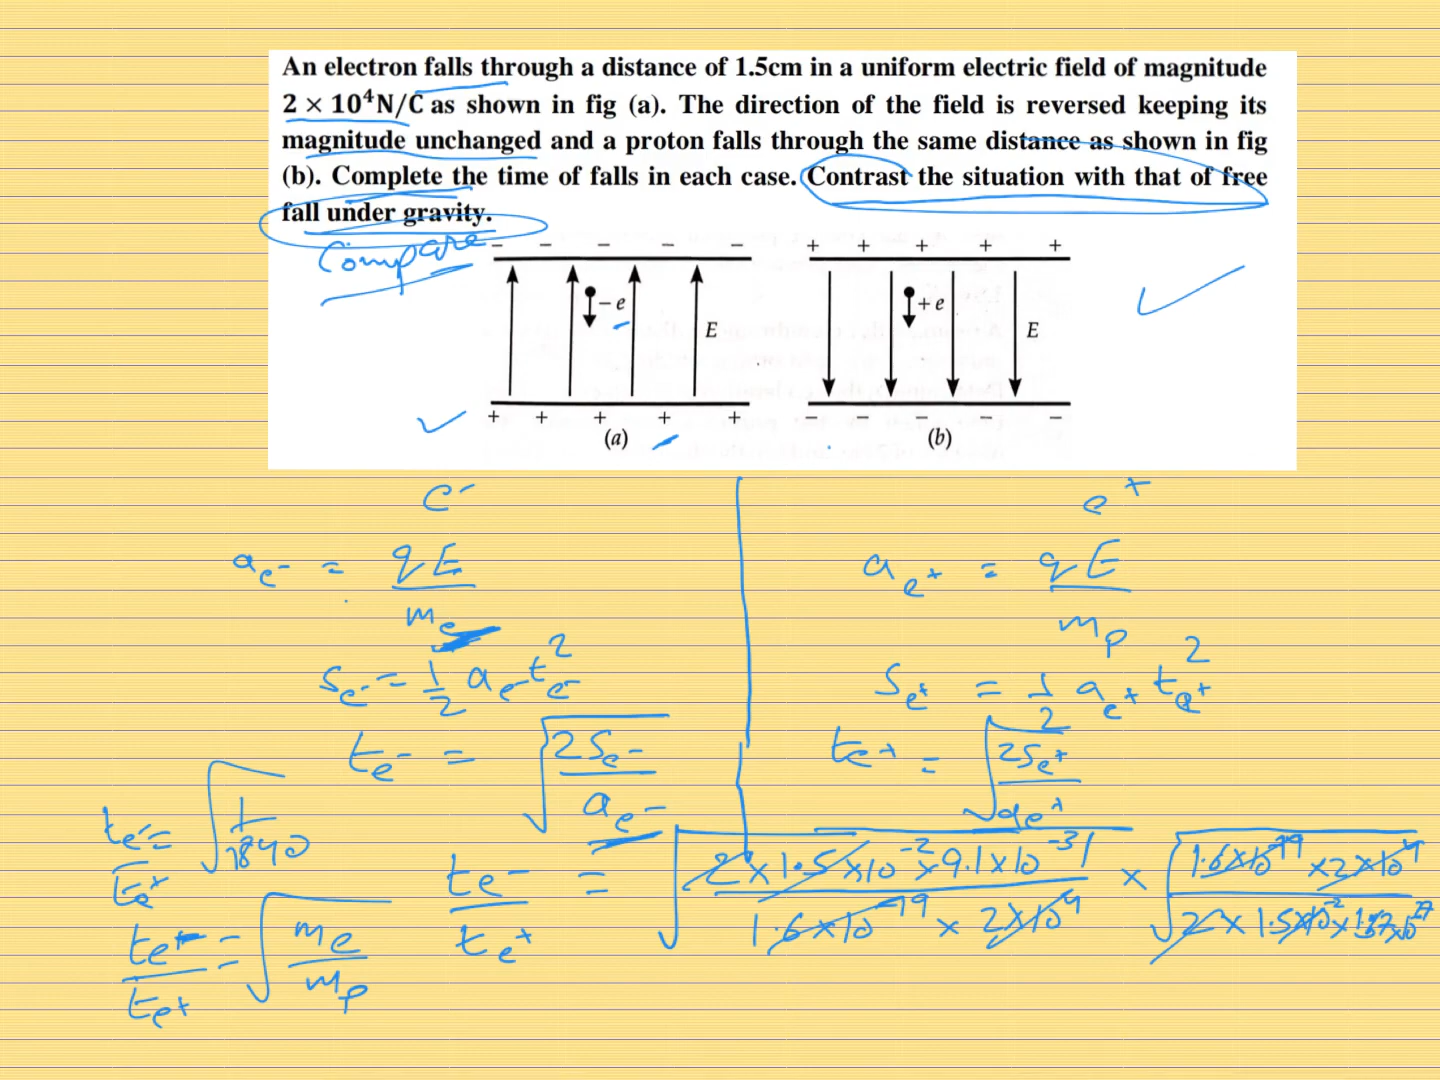 An electron falls through a distance of 1.5cm in a uniform electric field of magnitude
2 × 10⁴N/C as shown in fig (a). The direction of the field is reversed keeping its
magnitude unchanged and a proton falls through the same distance as shown in fig
(b). Complete the time of falls in each case. Contrast the situation with that of free
fall under gravity.
Compare
− − − − −
+ + + + +
− e
E
+ e
E
+ + + + +
− − − − −
(a)
(b)
e⁻
e⁺
a_e⁻ = qE / m_e
a_e⁺ = qE / m_p
S_e⁻ = 1/2 a_e⁻ t_e⁻²
S_e⁺ = 1/2 a_e⁺ t_e⁺²
t_e⁻ = √(2S_e⁻ / a_e⁻)
t_e⁺ = √(2S_e⁺ / a_e⁺)
t_e⁻ / t_e⁺ = √(1/1840)
t_e⁻ / t_e⁺ = √(2×1.5×10⁻²×9.1×10⁻³¹ / 1.6×10⁻¹⁹ × 2×10⁴) × √(1.6×10⁻¹⁹ ×2×10⁴ / 2×1.5×10⁻²×1.67×10⁻²⁷)
t_e⁻ / t_e⁺ = √(m_e / m_p)